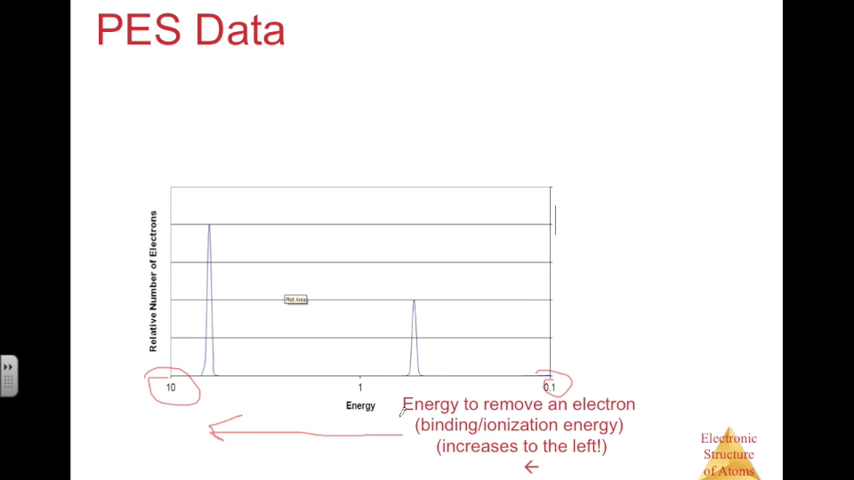 PES Data
Relative Number of Electrons
Plot Area
10
1
0.1
Energy
Energy to remove an electron
(binding/ionization energy)
(increases to the left!)
←
Electronic
Structure
of Atoms